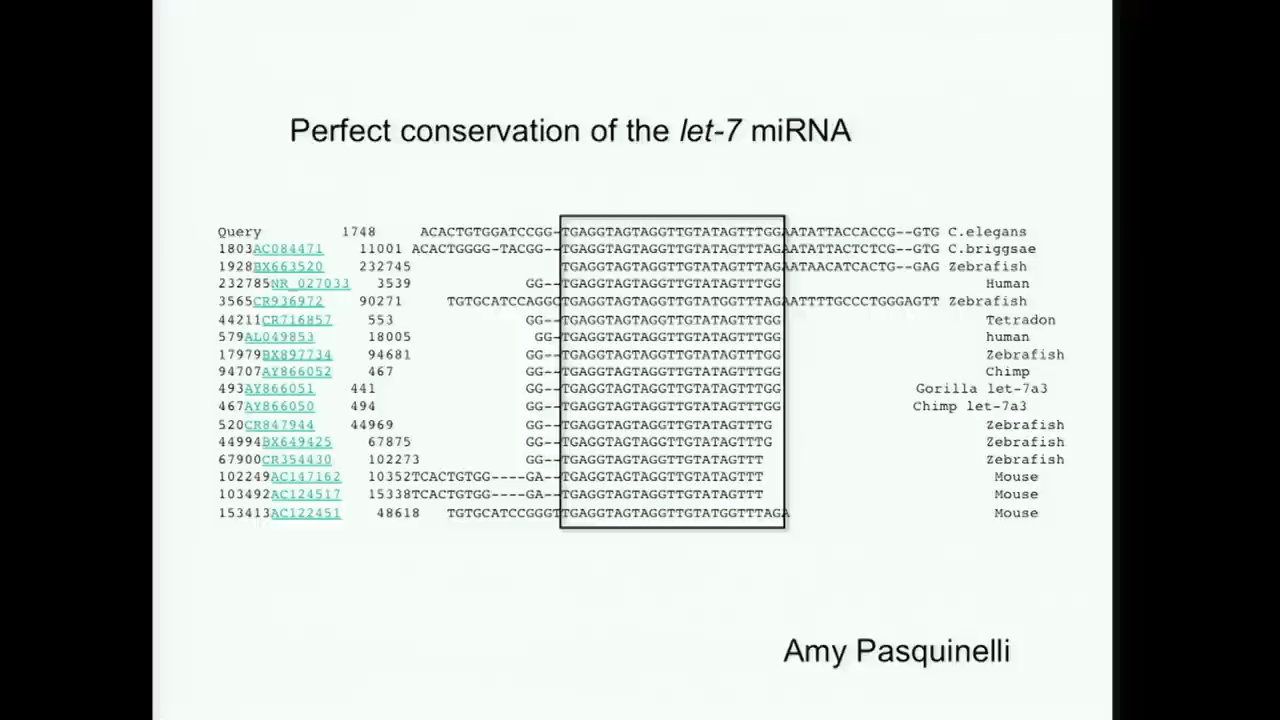 Perfect conservation of the let-7 miRNA
Query 1748 ACACTGTGGATCCGG-TGAGGTAGTAGGTTGTATAGTTTGGAATATTACCACCG--GTG C.elegans
1803AC084471 11001 ACACTGGGG-TACGG--TGAGGTAGTAGGTTGTATAGTTTAGAATATTACTCTCG--GTG C.briggsae
1928BX663520 232745 TGAGGTAGTAGGTTGTATAGTTTAGAATAACATCACTG--GAG Zebrafish
232785NR_027033 3539 GG--TGAGGTAGTAGGTTGTATAGTTTGG Human
3565CR936972 90271 TGTGCATCCAGGCTGAGGTAGTAGGTTGTATGGTTTAGAATTTTGCCCTGGGAGTT Zebrafish
44211CR716857 553 GG--TGAGGTAGTAGGTTGTATAGTTTGG Tetradon
579AL049853 18005 GG-TGAGGTAGTAGGTTGTATAGTTTGG human
17979BX897734 94681 GG--TGAGGTAGTAGGTTGTATAGTTTGG Zebrafish
94707AY866052 467 GG--TGAGGTAGTAGGTTGTATAGTTTGG Chimp
493AY866051 441 GG--TGAGGTAGTAGGTTGTATAGTTTGG Gorilla let-7a3
467AY866050 494 GG--TGAGGTAGTAGGTTGTATAGTTTGG Chimp let-7a3
520CR847944 44969 GG--TGAGGTAGTAGGTTGTATAGTTTG Zebrafish
44994BX649425 67875 GG--TGAGGTAGTAGGTTGTATAGTTTG Zebrafish
67900CR354430 102273 GG--TGAGGTAGTAGGTTGTATAGTTT Zebrafish
102249AC147162 10352TCACTGTGG----GA--TGAGGTAGTAGGTTGTATAGTTT Mouse
103492AC124517 15338TCACTGTGG----GA--TGAGGTAGTAGGTTGTATAGTTT Mouse
153413AC122451 48618 TGTGCATCCGGGTTGAGGTAGTAGGTTGTATGGTTTAGA Mouse
Amy Pasquinelli